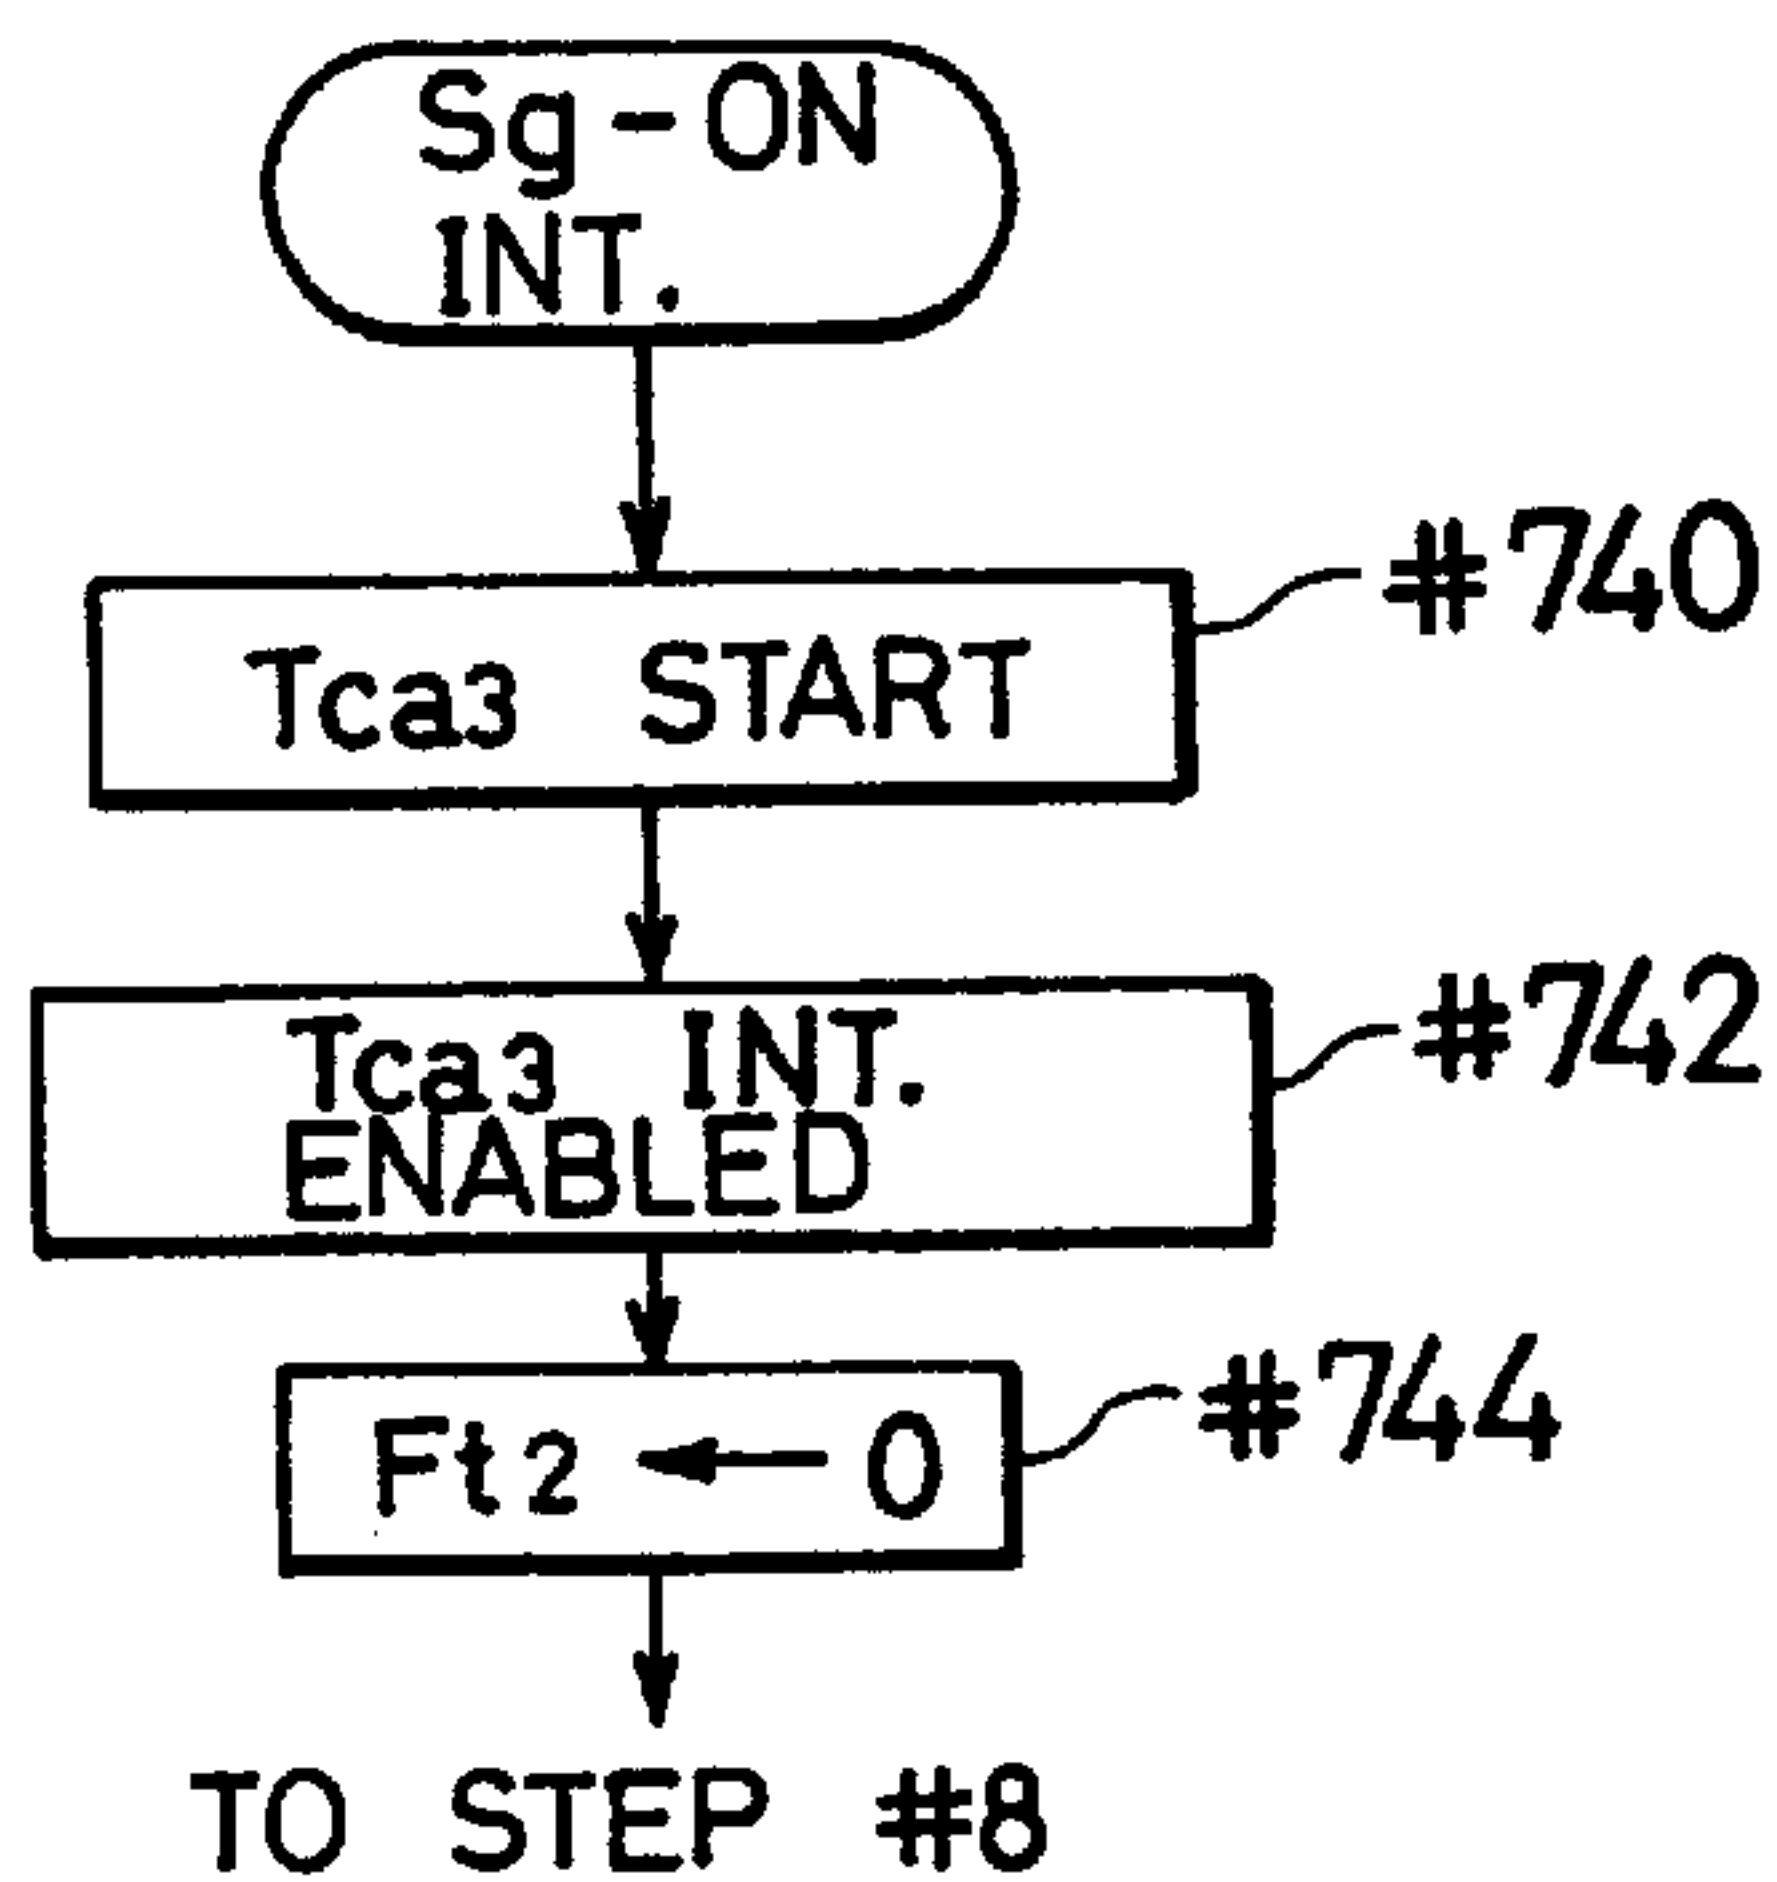 Sg-ON
INT.
#740
Tca3 START
#742
Tca3 INT.
ENABLED
#744
Ft2 ← 0
TO STEP #8